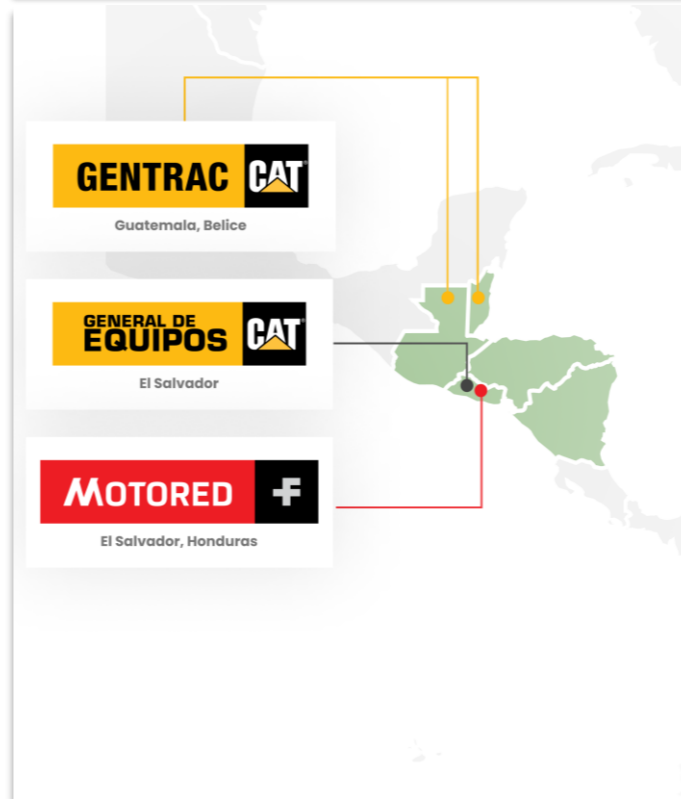 GENTRAC CAT
Guatemala, Belice
GENERAL DE
EQUIPOS CAT
El Salvador
MOTORED F
El Salvador, Honduras